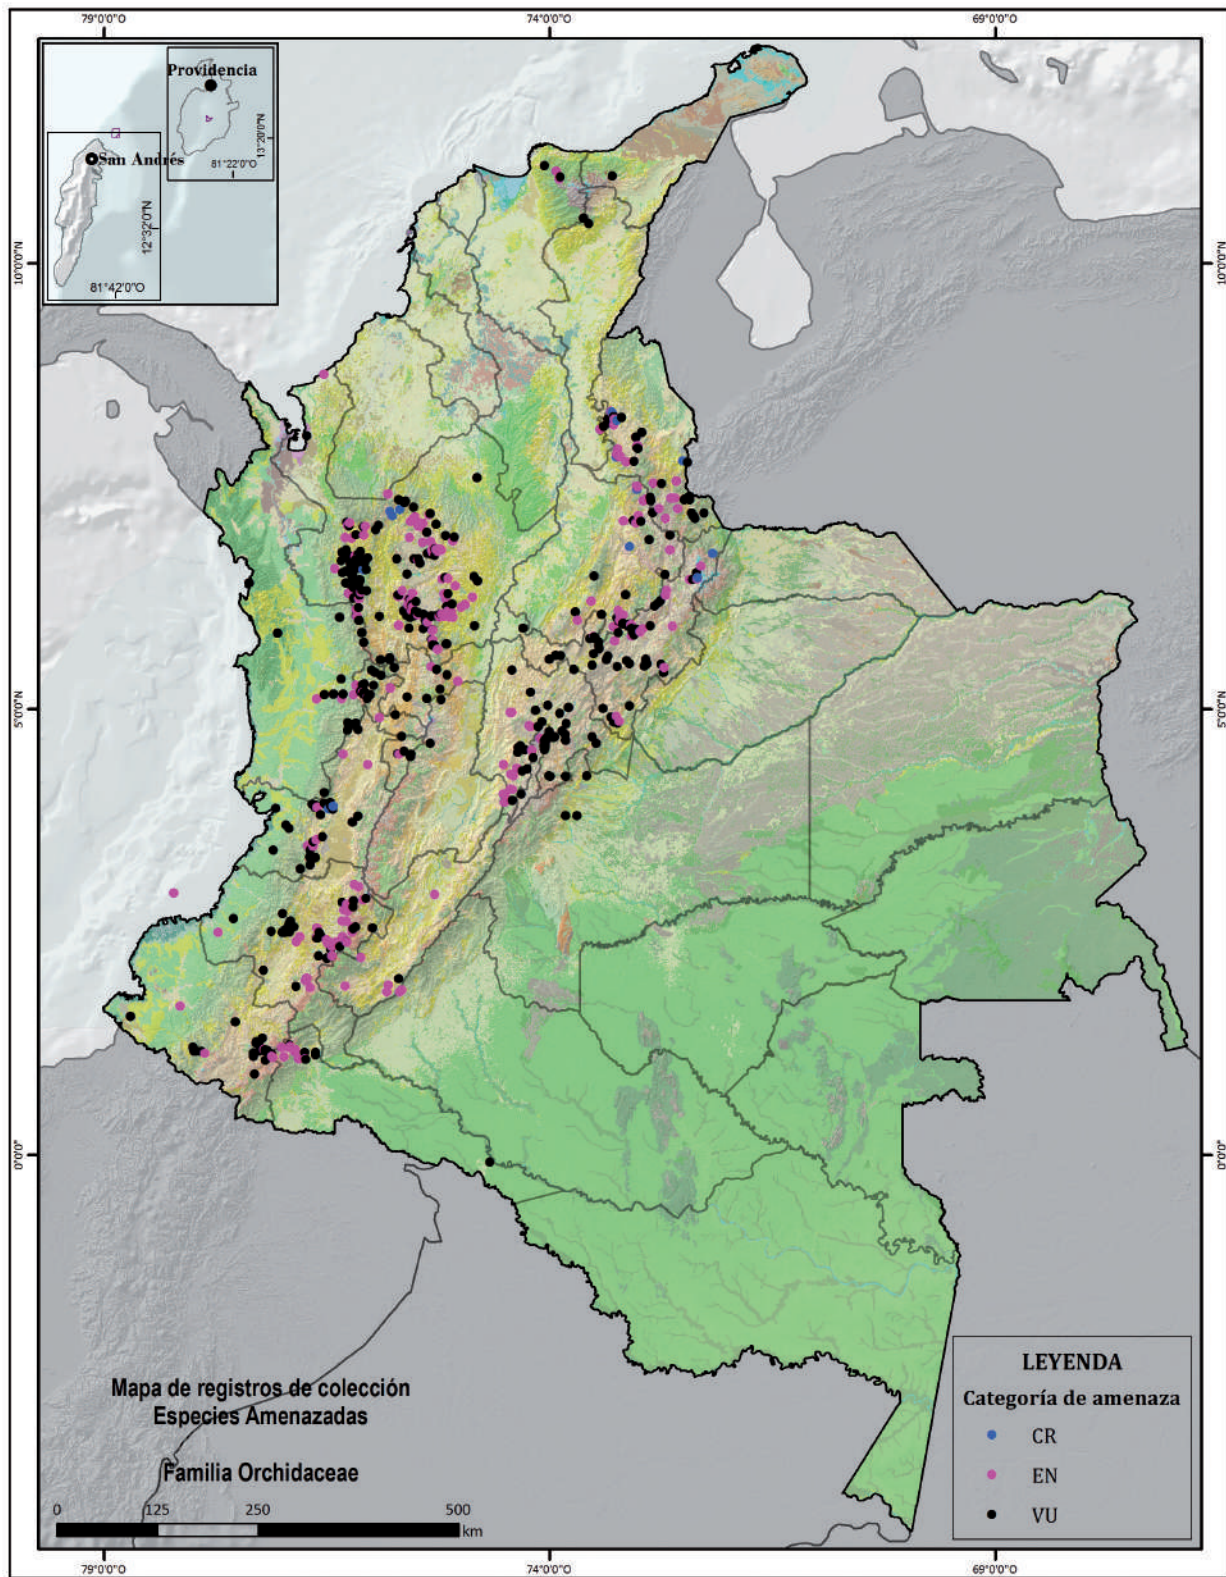 79°0'0"O
74°0'0"O
69°0'0"O
Providencia
13°20'0"N
81°22'0"O
San Andrés
12°32'0"N
81°42'0"O
10°0'0"N
10°0'0"N
5°0'0"N
5°0'0"N
0°0'0"
0°0'0"
Mapa de registros de colección
Especies Amenazadas
Familia Orchidaceae
0
125
250
500
km
LEYENDA
Categoría de amenaza
CR
EN
VU
79°0'0"O
74°0'0"O
69°0'0"O